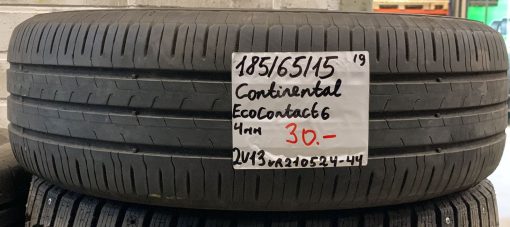 185/65/15 19
Continental
EcoContact6
4mm 30.-
2V13 VR210524-44